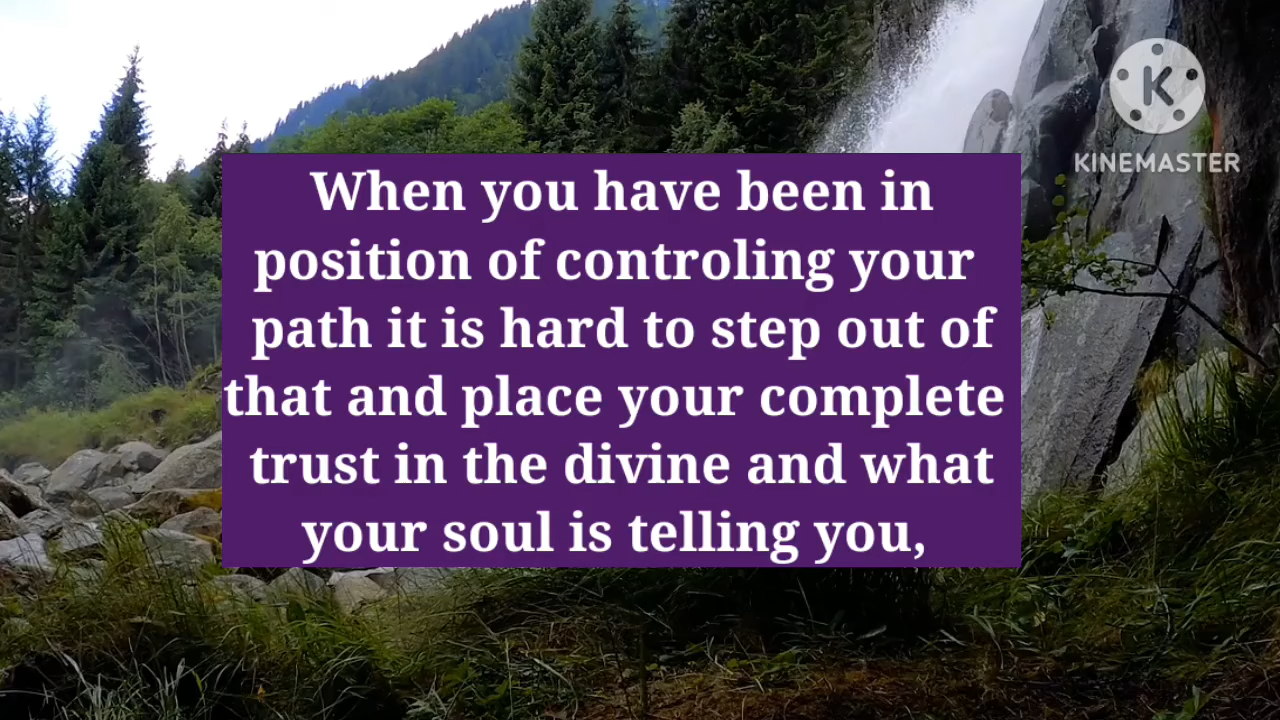 When you have been in
position of controling your
path it is hard to step out of
that and place your complete
trust in the divine and what
your soul is telling you,
K
KINEMASTER